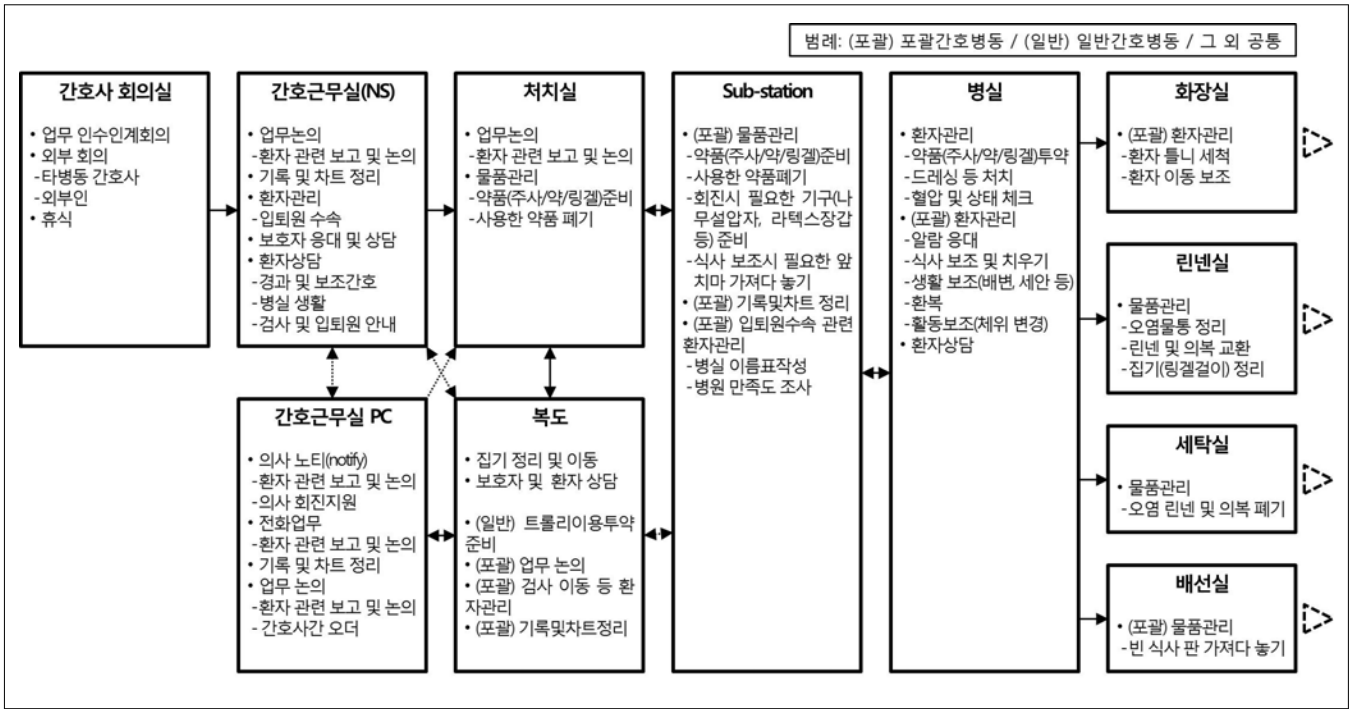 범례: (포괄) 포괄간호병동 / (일반) 일반간호병동 / 그 외 공통
간호사 회의실
• 업무 인수인계회의
• 외부 회의
-타병동 간호사
-외부인
• 휴식
간호근무실(NS)
• 업무논의
-환자 관련 보고 및 논의
• 기록 및 차트 정리
• 환자관리
-입퇴원 수속
• 보호자 응대 및 상담
• 환자상담
-경과 및 보조간호
-병실 생활
-검사 및 입퇴원 안내
간호근무실 PC
• 의사 노티(notify)
-환자 관련 보고 및 논의
-의사 회진지원
• 전화업무
-환자 관련 보고 및 논의
• 기록 및 차트 정리
• 업무 논의
-환자 관련 보고 및 논의
- 간호사간 오더
처치실
• 업무논의
-환자 관련 보고 및 논의
• 물품관리
-약품(주사/약/링겔)준비
-사용한 약품 폐기
복도
• 집기 정리 및 이동
• 보호자 및 환자 상담
• (일반) 트롤리이용투약
준비
• (포괄) 업무 논의
• (포괄) 검사 이동 등 환
자관리
• (포괄) 기록및차트정리
Sub-station
• (포괄) 물품관리
-약품(주사/약/링겔)준비
-사용한 약품폐기
-회진시 필요한 기구(나
무설압자, 라텍스장갑
등) 준비
-식사 보조시 필요한 앞
치마 가져다 놓기
• (포괄) 기록및차트 정리
• (포괄) 입퇴원수속 관련
환자관리
-병실 이름표작성
-병원 만족도 조사
병실
• 환자관리
-약품(주사/약/링겔)투약
-드레싱 등 처치
-혈압 및 상태 체크
• (포괄) 환자관리
-알람 응대
-식사 보조 및 치우기
-생활 보조(배변, 세안 등)
-환복
-활동보조(체위 변경)
• 환자상담
화장실
• (포괄) 환자관리
-환자 틀니 세척
-환자 이동 보조
린넨실
• 물품관리
-오염물통 정리
-린넨 및 의복 교환
-집기(링겔걸이) 정리
세탁실
• 물품관리
-오염 린넨 및 의복 폐기
배선실
• (포괄) 물품관리
-빈 식사 판 가져다 놓기